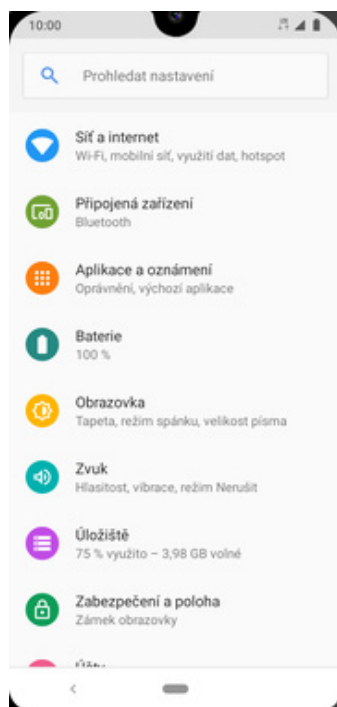 10:00
Prohledat nastavení
Síť a internet
Wi-Fi, mobilní síť, využití dat, hotspot
Připojená zařízení
Bluetooth
Aplikace a oznámení
Oprávnění, výchozí aplikace
Baterie
100 %
Obrazovka
Tapeta, režim spánku, velikost písma
Zvuk
Hlasitost, vibrace, režim Nerušit
Úložiště
75 % využito – 3,98 GB volné
Zabezpečení a poloha
Zámek obrazovky
Účty